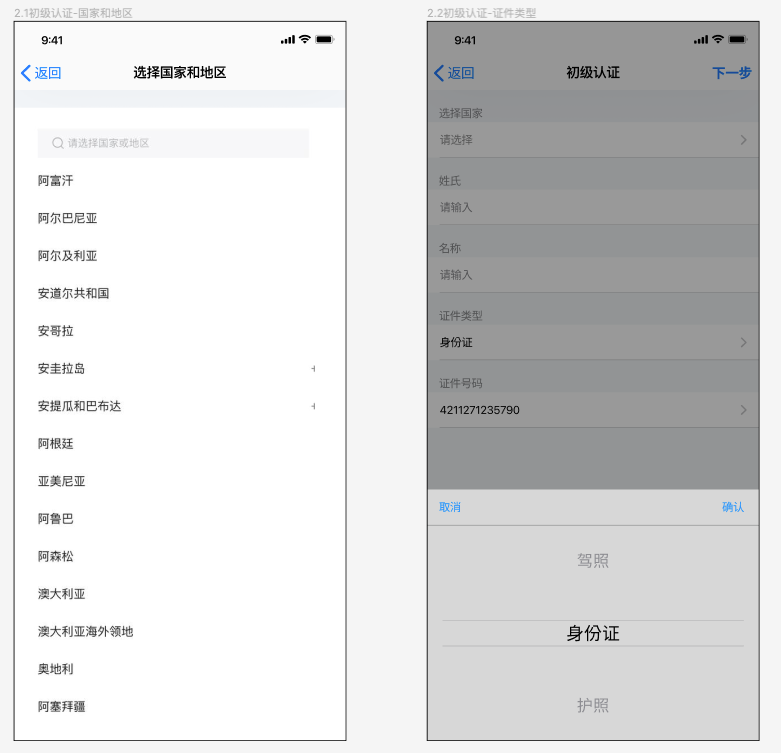 2.1初级认证-国家和地区
9:41
返回
选择国家和地区
请选择国家或地区
阿富汗
阿尔巴尼亚
阿尔及利亚
安道尔共和国
安哥拉
安圭拉岛
安提瓜和巴布达
阿根廷
亚美尼亚
阿鲁巴
阿森松
澳大利亚
澳大利亚海外领地
奥地利
阿塞拜疆
2.2初级认证-证件类型
9:41
返回
初级认证
下一步
选择国家
请选择
姓氏
请输入
名称
请输入
证件类型
身份证
证件号码
4211271235790
取消
确认
驾照
身份证
护照